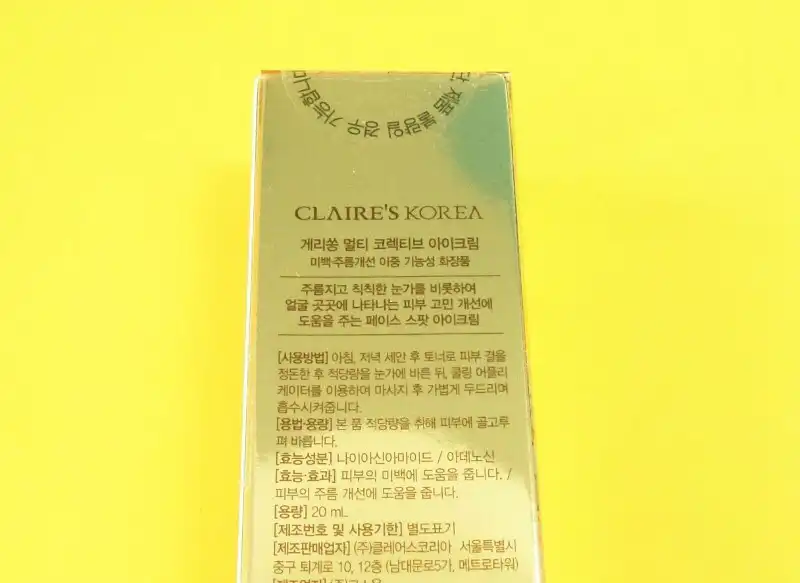 다. 제품 불량일 경우 가능합니다
CLAIRE'S KOREA
게리쏭 멀티 코렉티브 아이크림
미백·주름개선 이중 기능성 화장품
주름지고 칙칙한 눈가를 비롯하여
얼굴 곳곳에 나타나는 피부 고민 개선에
도움을 주는 페이스 스팟 아이크림
[사용방법] 아침, 저녁 세안 후 토너로 피부 결을
정돈한 후 적당량을 눈가에 바른 뒤, 쿨링 어플리
케이터를 이용하여 마사지 후 가볍게 두드리며
흡수시켜줍니다.
[용법·용량] 본 품 적당량을 취해 피부에 골고루
펴 바릅니다.
[효능성분] 나이아신아마이드 / 아데노신
[효능·효과] 피부의 미백에 도움을 줍니다. /
피부의 주름 개선에 도움을 줍니다.
[용량] 20 mL
[제조번호 및 사용기한] 별도표기
[제조판매업자] (주)클레어스코리아 서울특별시
중구 퇴계로 10, 12층 (남대문로5가, 메트로타워)